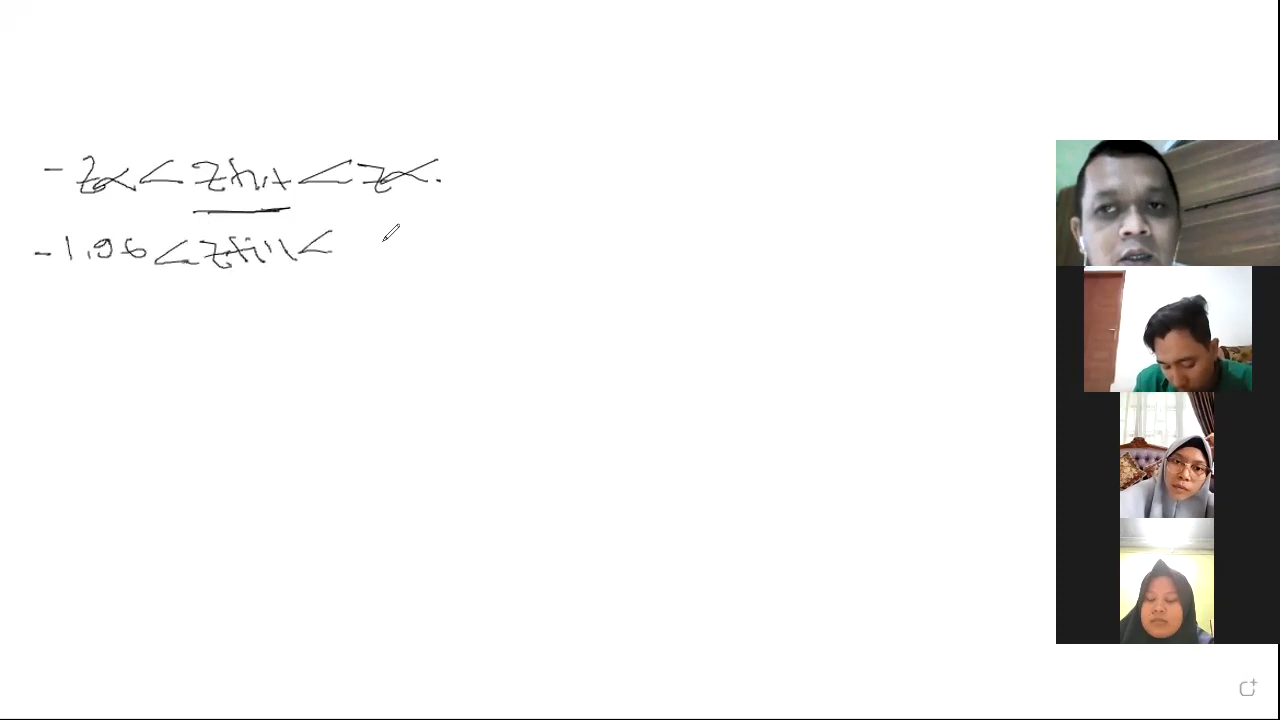 - Zα < Zhit < Zα.
- 1.96 < Zhit <